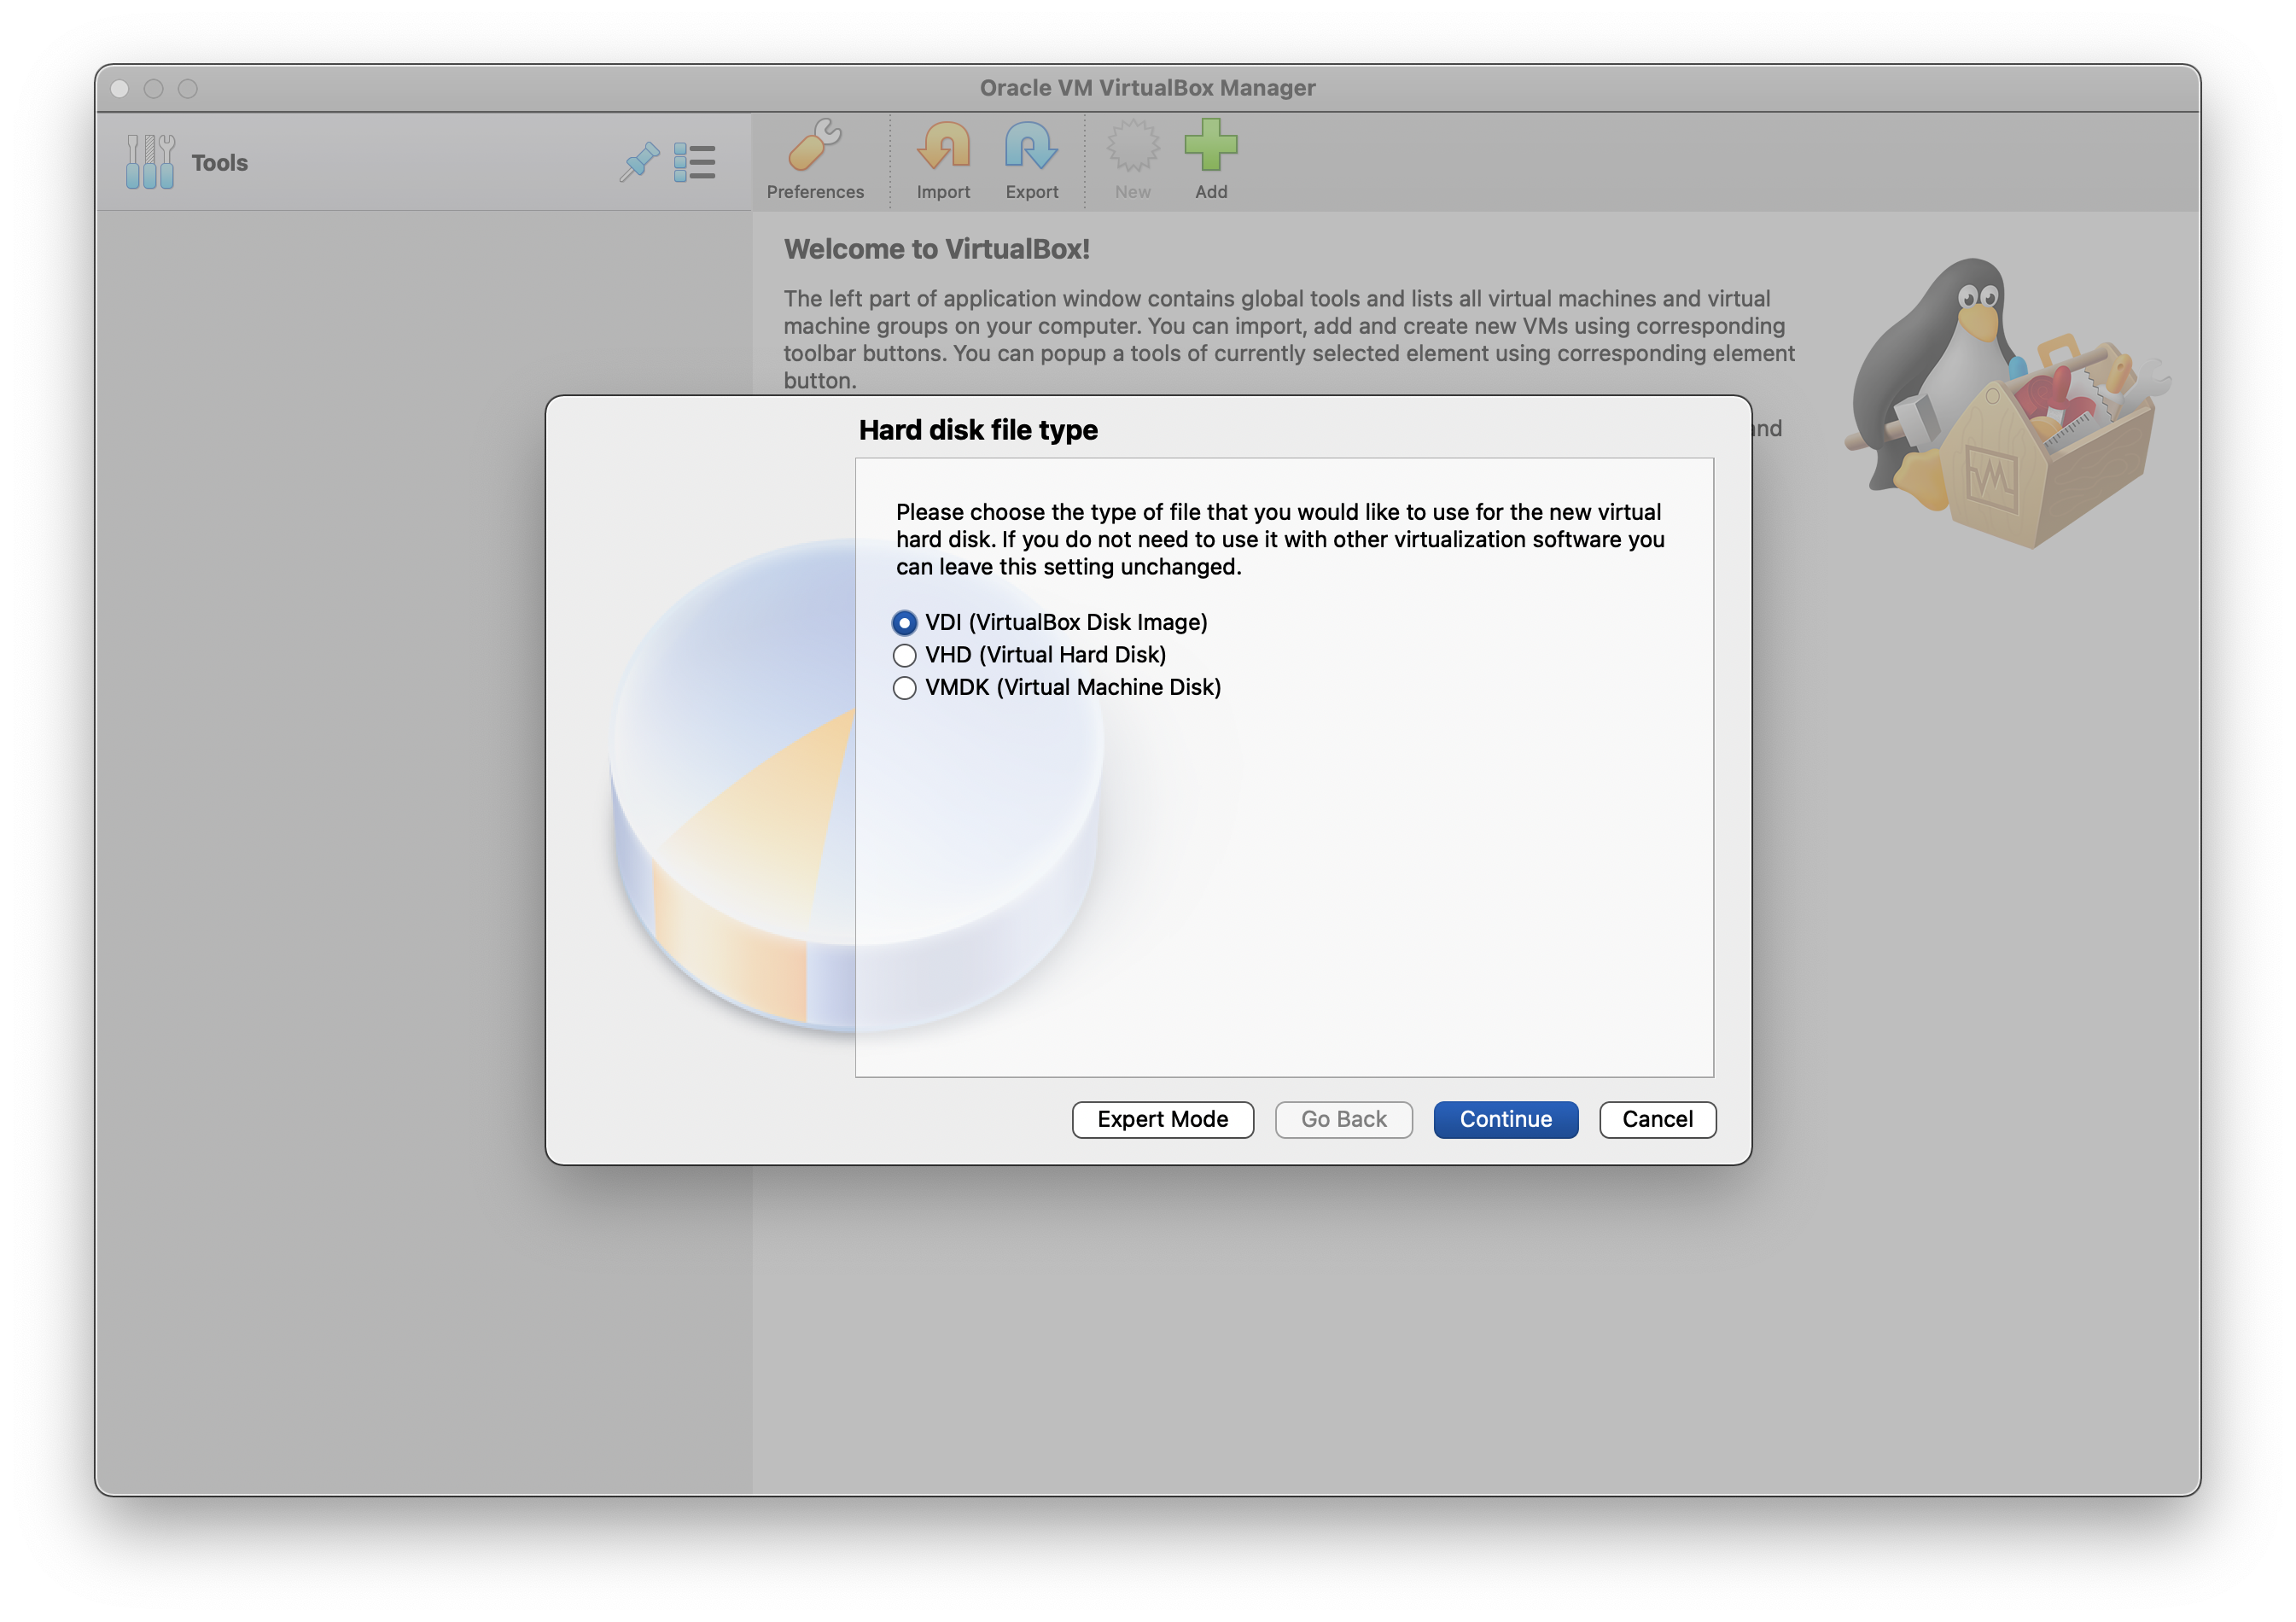 Oracle VM VirtualBox Manager
Tools
Preferences
Import
Export
New
Add
Welcome to VirtualBox!
The left part of application window contains global tools and lists all virtual machines and virtual
machine groups on your computer. You can import, add and create new VMs using corresponding
toolbar buttons. You can popup a tools of currently selected element using corresponding element
button.
Hard disk file type
Please choose the type of file that you would like to use for the new virtual
hard disk. If you do not need to use it with other virtualization software you
can leave this setting unchanged.
VDI (VirtualBox Disk Image)
VHD (Virtual Hard Disk)
VMDK (Virtual Machine Disk)
Expert Mode
Go Back
Continue
Cancel